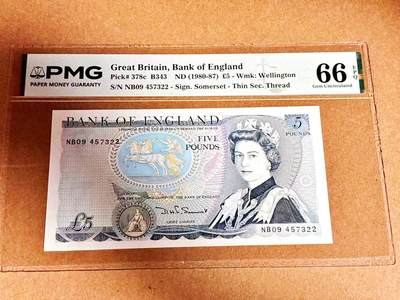 PMG
PAPER MONEY GUARANTY
Great Britain, Bank of England
Pick# 378c B343 ND (1980-87) £5 - Wmk: Wellington
S/N NB09 457322 - Sign. Somerset - Thin Sec. Thread
66 EPQ
Gem Uncirculated
BANK OF ENGLAND
NB09 457322
FIVE
POUNDS
5
POUNDS
£5
NB09 457322